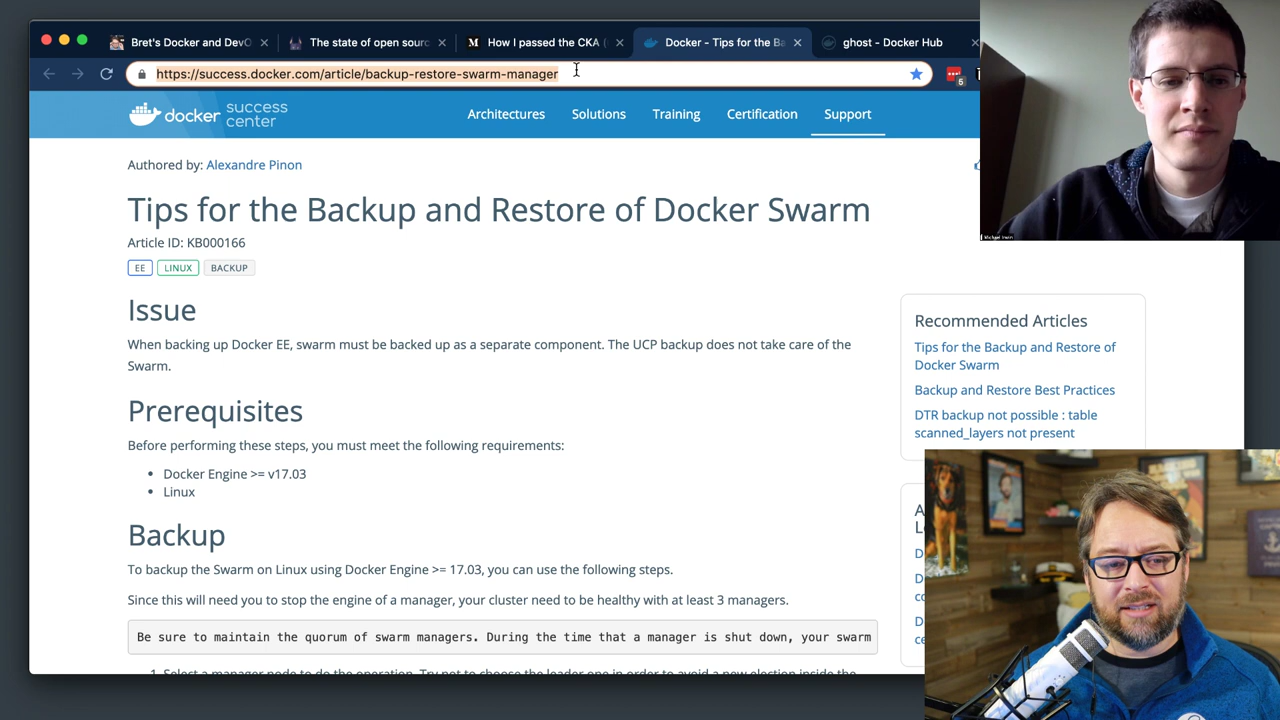 Bret's Docker and DevO
The state of open sourc
How I passed the CKA (
Docker - Tips for the Ba
ghost - Docker Hub
https://success.docker.com/article/backup-restore-swarm-manager
6
docker success center
Architectures
Solutions
Training
Certification
Support
Authored by: Alexandre Pinon
Tips for the Backup and Restore of Docker Swarm
Article ID: KB000166
EE
LINUX
BACKUP
Issue
When backing up Docker EE, swarm must be backed up as a separate component. The UCP backup does not take care of the
Swarm.
Prerequisites
Before performing these steps, you must meet the following requirements:
• Docker Engine >= v17.03
• Linux
Backup
To backup the Swarm on Linux using Docker Engine >= 17.03, you can use the following steps.
Since this will need you to stop the engine of a manager, your cluster need to be healthy with at least 3 managers.
Be sure to maintain the quorum of swarm managers. During the time that a manager is shut down, your swarm
1. Select a manager node to do the operation. Try not to choose the leader one in order to avoid a new election inside the
Recommended Articles
Tips for the Backup and Restore of
Docker Swarm
Backup and Restore Best Practices
DTR backup not possible : table
scanned_layers not present
A
L
D
D
co
D
ce